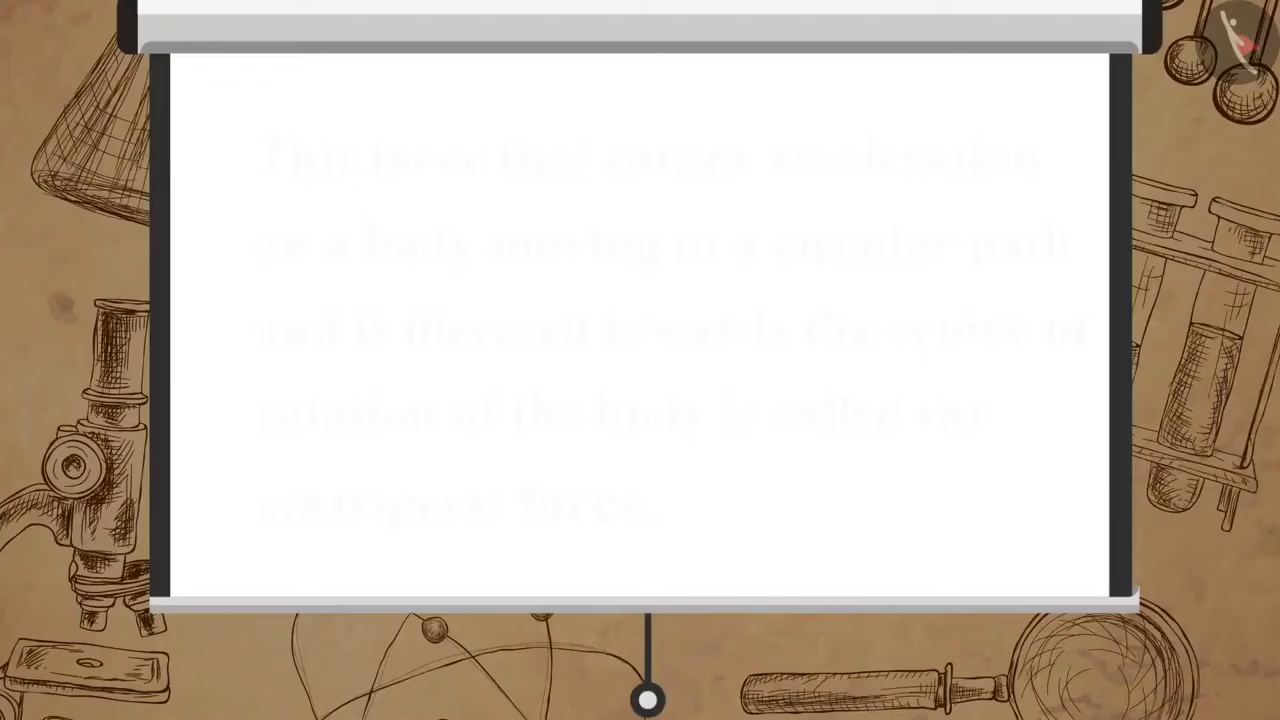 This force that causes acceleration
on a body moving in a circular path
and is directed towards the centre of
rotation of the body is called the
centripetal force.